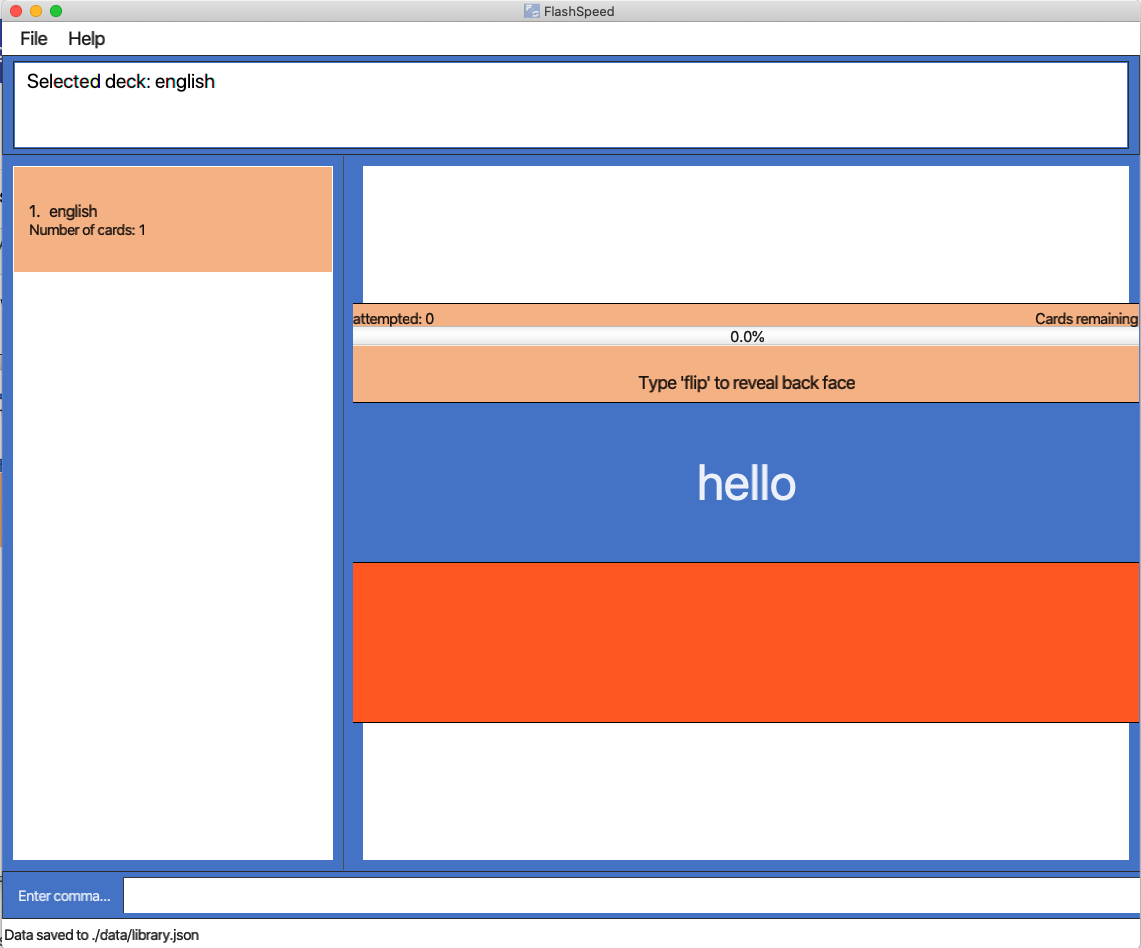 FlashSpeed
File Help
Selected deck: english
1. english
Number of cards: 1
attempted: 0 Cards remaining
0.0%
Type 'flip' to reveal back face
hello
Enter comma...
Data saved to ./data/library.json